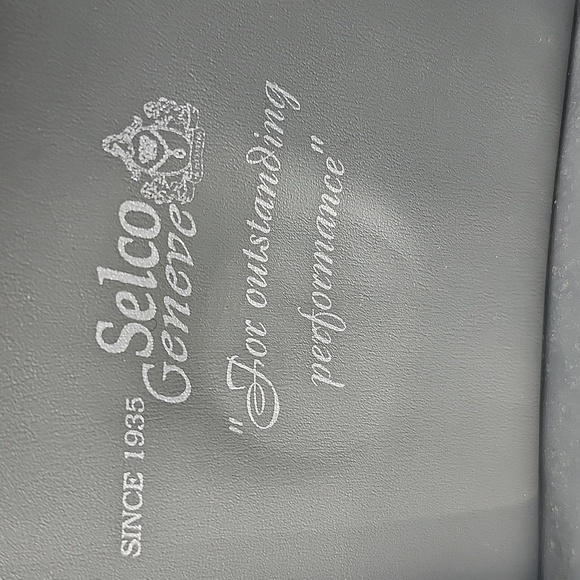 SINCE 1935
Selco
Geneve
"For outstanding
performance"